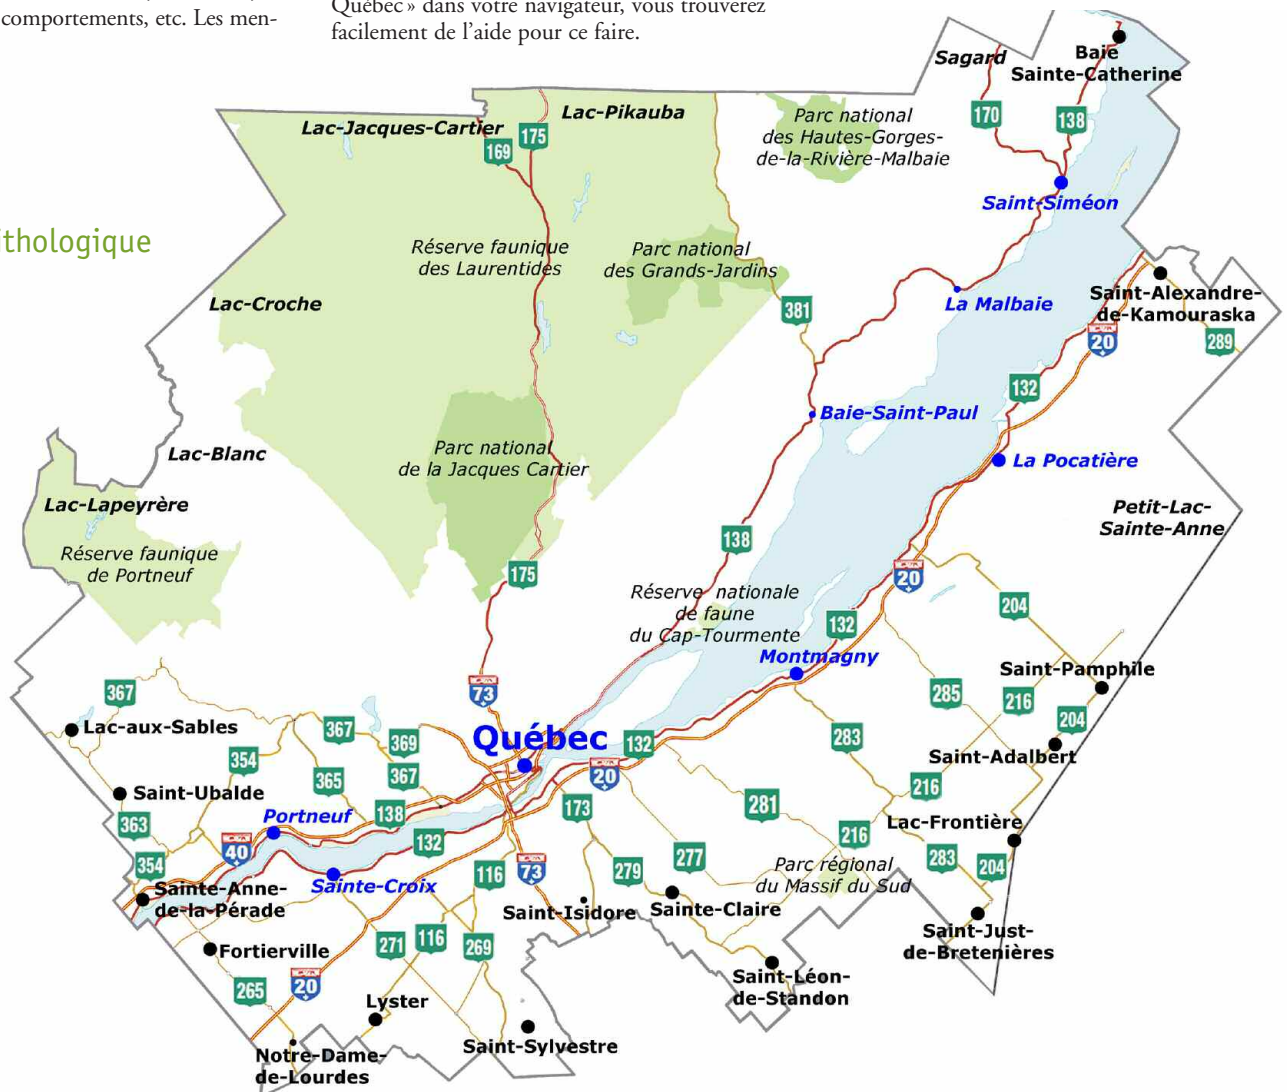 comportements, etc. Les men-
Québec » dans votre navigateur, vous trouverez
facilement de l'aide pour ce faire.
ithologique
Sagard
Baie
Sainte-Catherine
170
138
Lac-Jacques-Cartier
169
175
Lac-Pikauba
Parc national
des Hautes-Gorges-
de-la-Rivière-Malbaie
Saint-Siméon
Réserve faunique
des Laurentides
Parc national
des Grands-Jardins
Lac-Croche
381
La Malbaie
Saint-Alexandre-
de-Kamouraska
20
289
132
Baie-Saint-Paul
Lac-Blanc
Parc national
de la Jacques Cartier
La Pocatière
Lac-Lapeyrère
Réserve faunique
de Portneuf
Petit-Lac-
Sainte-Anne
138
175
20
Réserve nationale
de faune
du Cap-Tourmente
204
132
Montmagny
Saint-Pamphile
367
73
285
216
204
Lac-aux-Sables
367
369
Québec
132
283
Saint-Adalbert
354
365
367
20
216
Saint-Ubalde
363
Portneuf
138
173
281
Lac-Frontière
40
132
216
354
116
73
279
277
283
204
Parc régional
du Massif du Sud
Sainte-Anne-
de-la-Pérade
Sainte-Croix
Saint-Isidore
Sainte-Claire
Saint-Just-
de-Bretenières
Fortierville
271
116
269
265
20
Saint-Léon-
de-Standon
Lyster
Saint-Sylvestre
Notre-Dame-
de-Lourdes